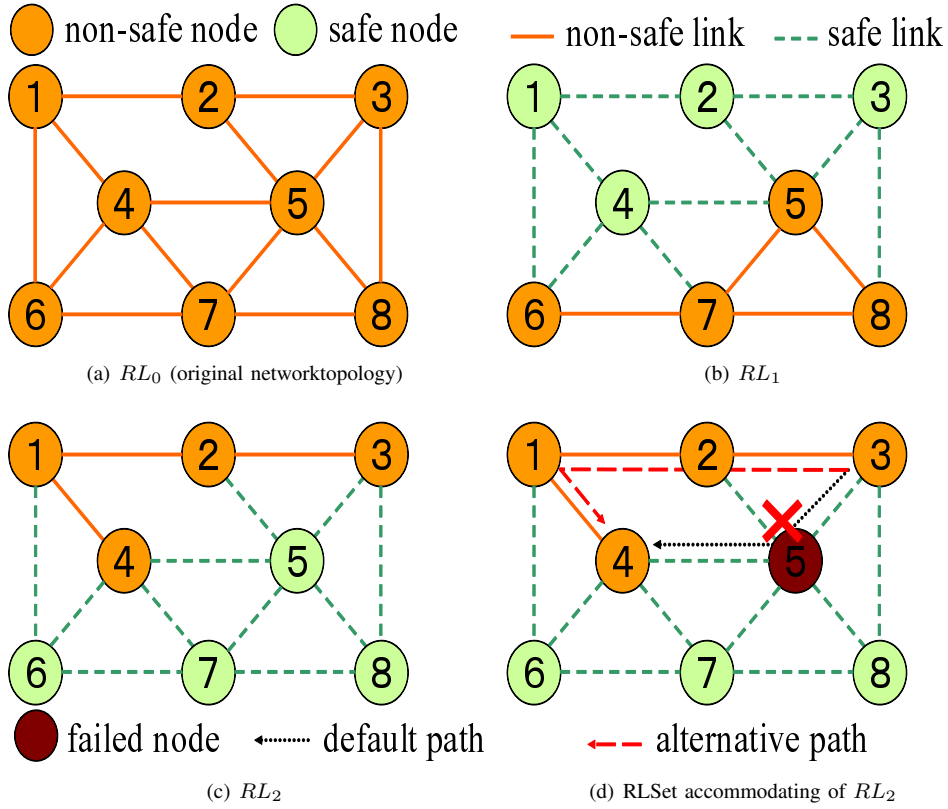 non-safe node safe node non-safe link safe link
1 2 3 1 2 3
4 5 4 5
6 7 8 6 7 8
(a) RL0 (original networktopology) (b) RL1
1 2 3 1 2 3
4 5 4 5
6 7 8 6 7 8
failed node default path alternative path
(c) RL2 (d) RLSet accommodating of RL2